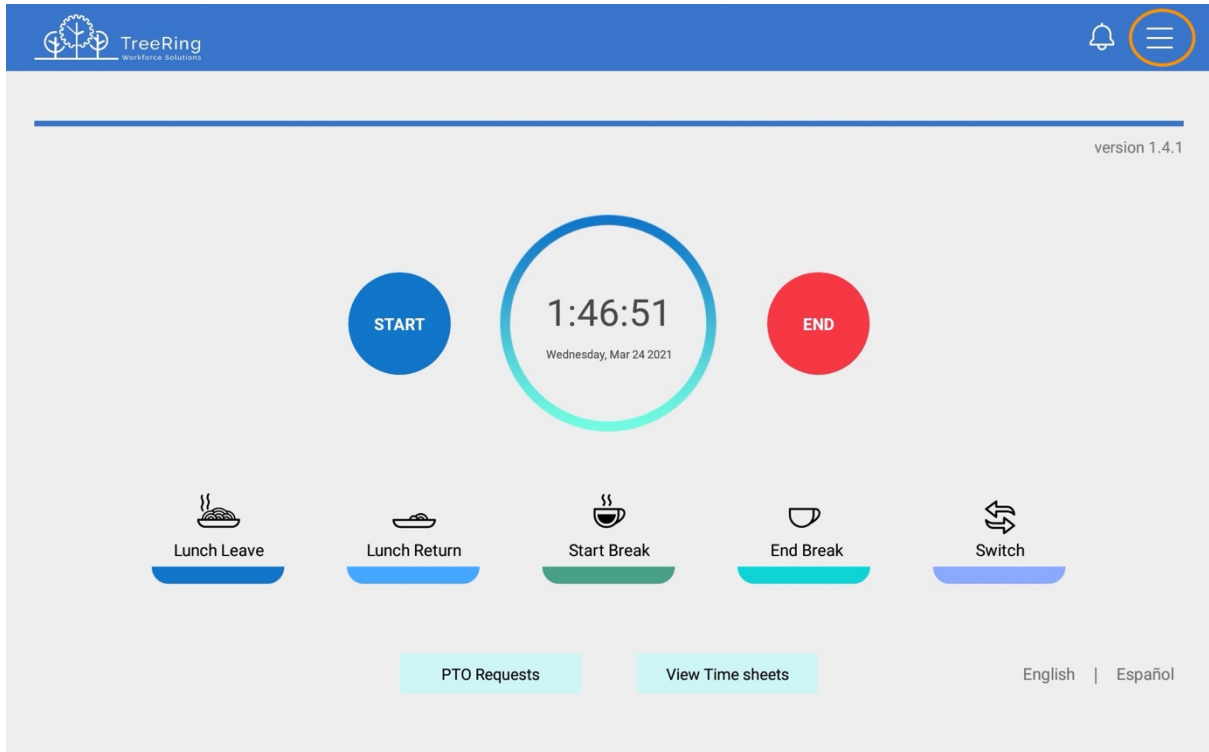 TreeRing
Workforce Solutions
version 1.4.1
START
1:46:51
Wednesday, Mar 24 2021
END
Lunch Leave
Lunch Return
Start Break
End Break
Switch
PTO Requests
View Time sheets
English | Español